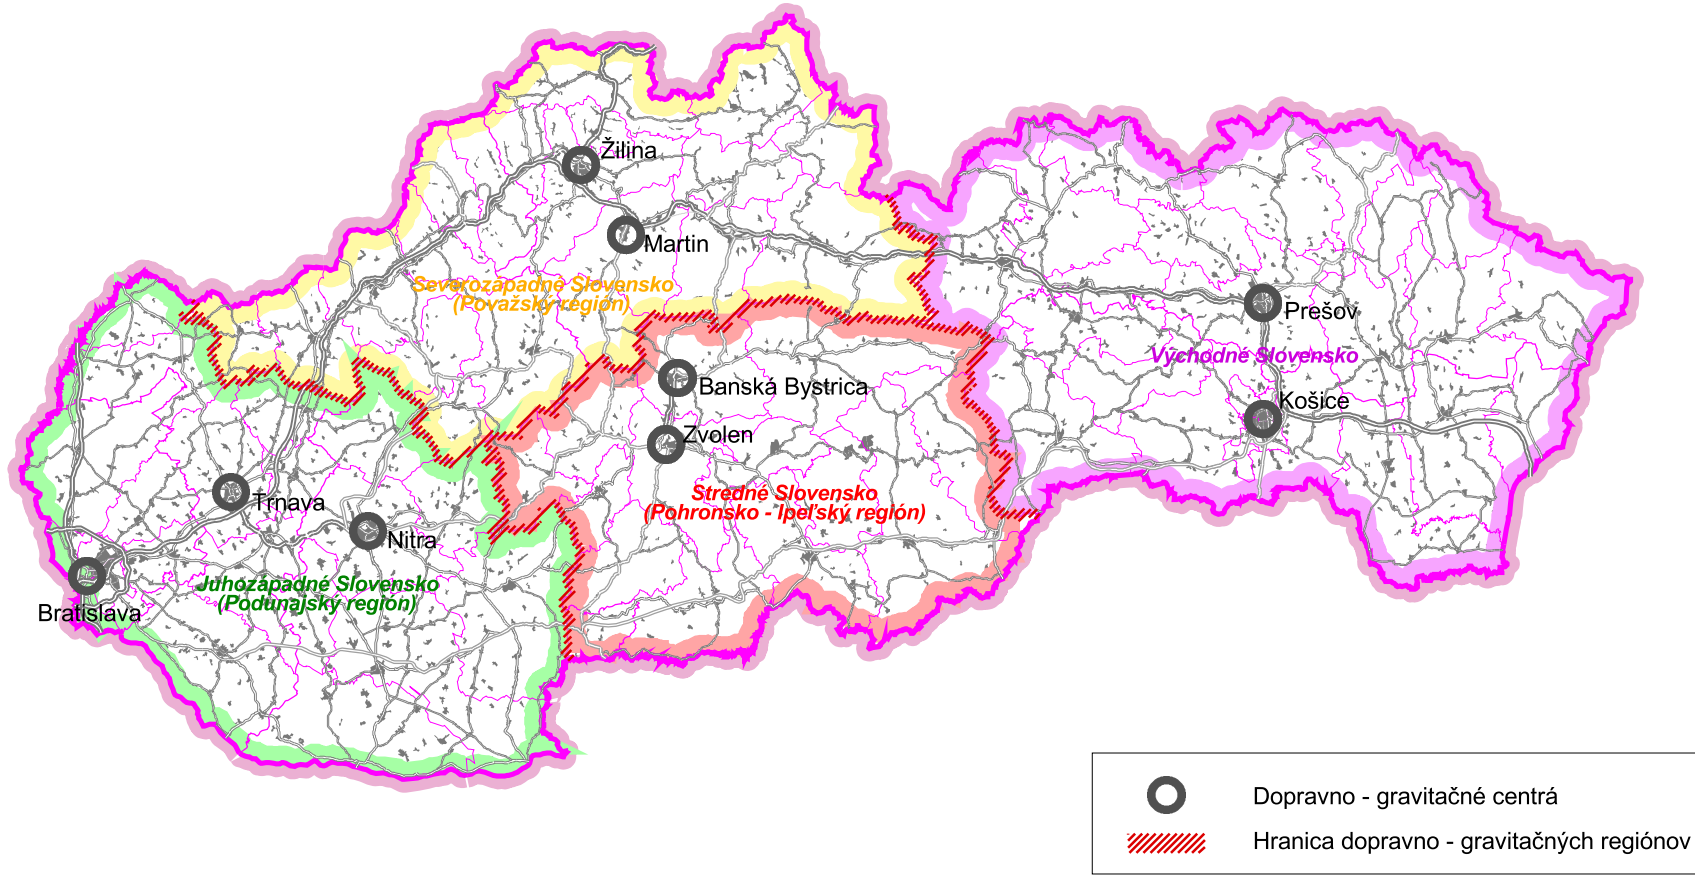 Žilina
Martin
Severozápadné Slovensko
(Považský región)
Prešov
Východné Slovensko
Banská Bystrica
Košice
Zvolen
Stredné Slovensko
(Pohronsko - Ipeľský región)
Trnava
Nitra
Juhozápadné Slovensko
(Podunajský región)
Bratislava
Dopravno - gravitačné centrá
Hranica dopravno - gravitačných regiónov